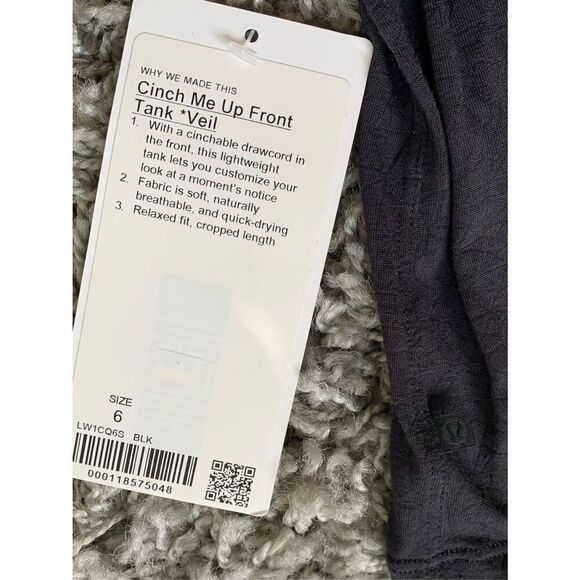 WHY WE MADE THIS
Cinch Me Up Front
Tank *Veil
1. With a cinchable drawcord in
the front, this lightweight
tank lets you customize your
look at a moment's notice
2. Fabric is soft, naturally
breathable, and quick-drying
3. Relaxed fit, cropped length
SIZE
6
LW1CQ6S BLK
000118575048